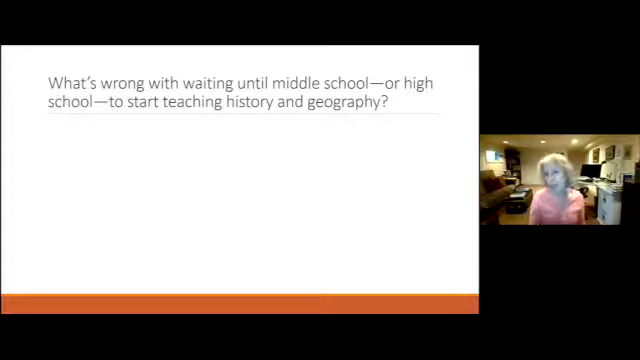 What's wrong with waiting until middle school—or high
school—to start teaching history and geography?